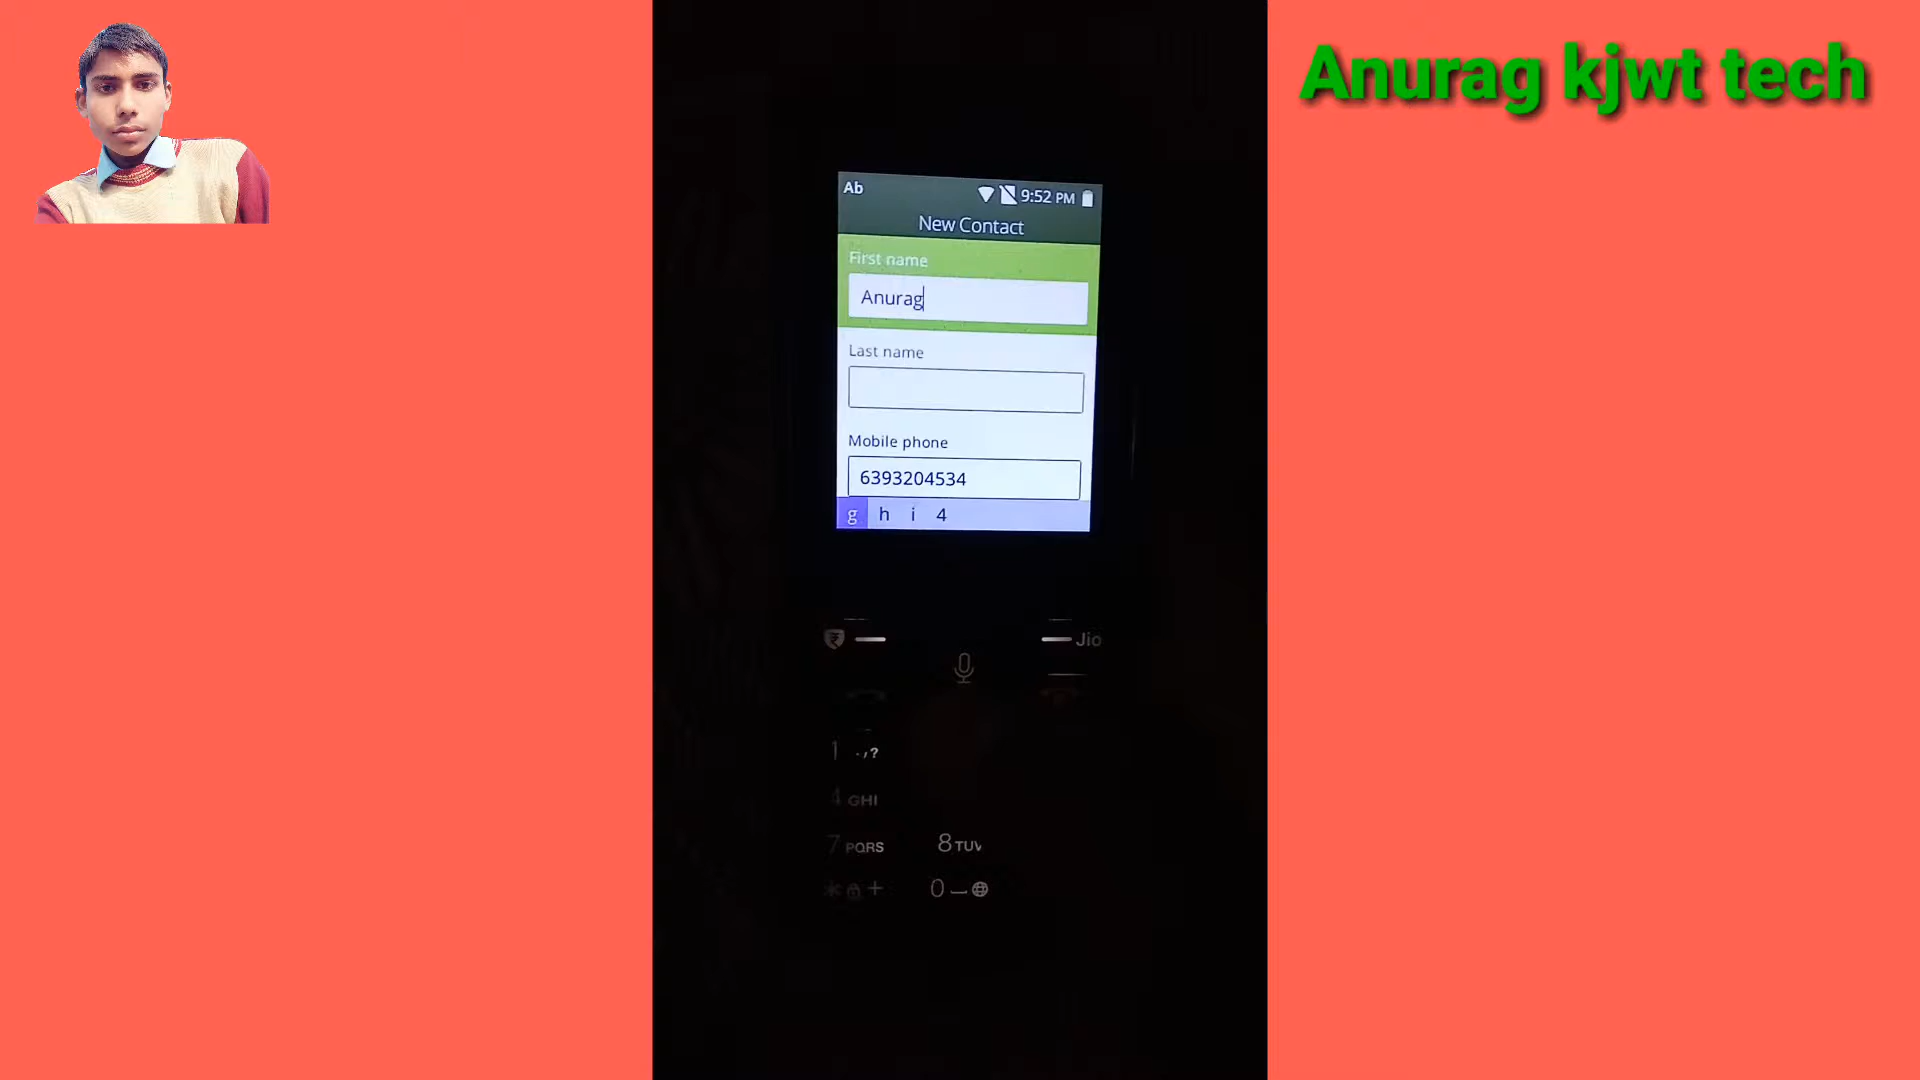 Anurag kjwt tech
Ab 9:52 PM
New Contact
First name
Anurag
Last name
Mobile phone
6393204534
g h i 4
Jio
1 .,?
4 GHI
7 PQRS 8 TUV
* + 0